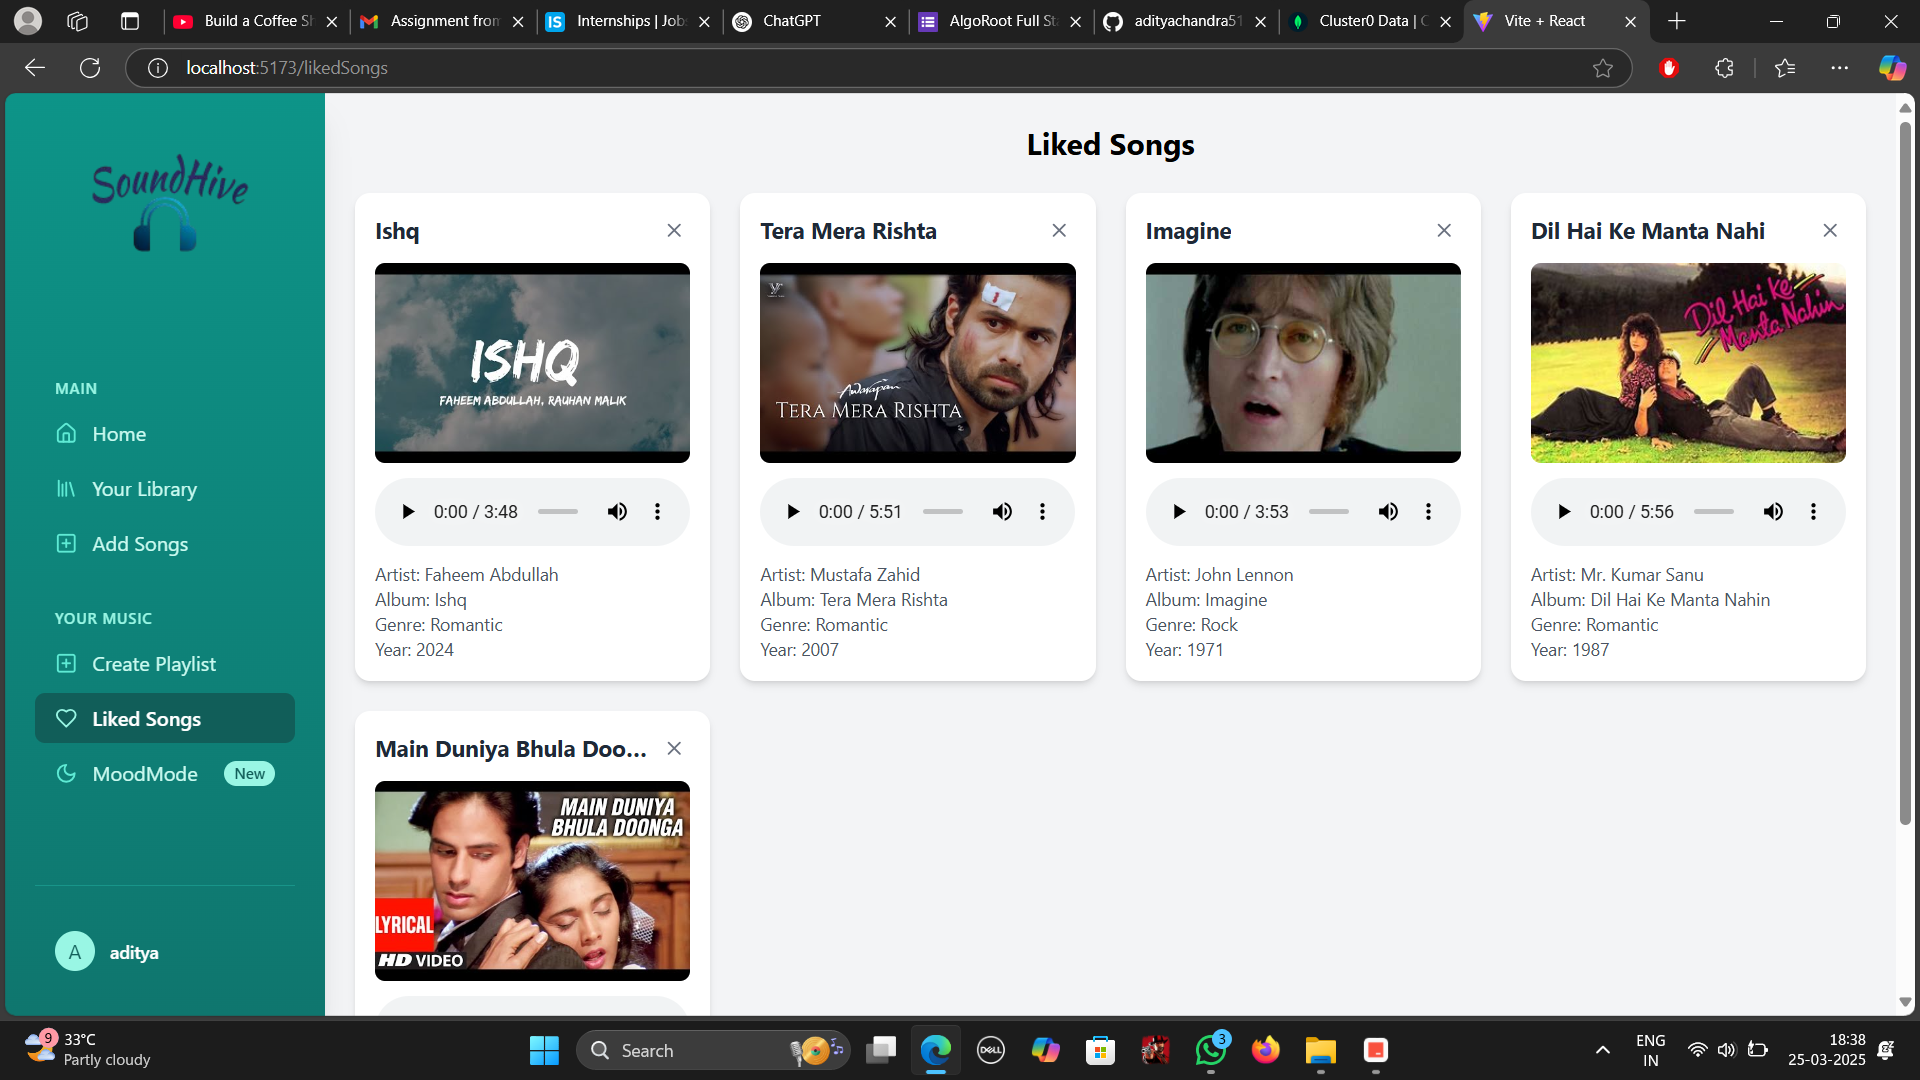 Build a Coffee Sh
Assignment from
Internships | Job
ChatGPT
AlgoRoot Full Sta
adityachandra51
Cluster0 Data | C
Vite + React
localhost:5173/likedSongs
SoundHive
MAIN
Home
Your Library
Add Songs
YOUR MUSIC
Create Playlist
Liked Songs
MoodMode New
A aditya
Liked Songs
Ishq
ISHQ
FAHEEM ABDULLAH, RAUHAN MALIK
0:00 / 3:48
Artist: Faheem Abdullah
Album: Ishq
Genre: Romantic
Year: 2024
Tera Mera Rishta
Awarapan
TERA MERA RISHTA
0:00 / 5:51
Artist: Mustafa Zahid
Album: Tera Mera Rishta
Genre: Romantic
Year: 2007
Imagine
0:00 / 3:53
Artist: John Lennon
Album: Imagine
Genre: Rock
Year: 1971
Dil Hai Ke Manta Nahi
Dil Hai Ke
Manta Nahin
0:00 / 5:56
Artist: Mr. Kumar Sanu
Album: Dil Hai Ke Manta Nahin
Genre: Romantic
Year: 1987
Main Duniya Bhula Doo...
MAIN DUNIYA
BHULA DOONGA
LYRICAL
HD VIDEO
9
33°C
Partly cloudy
Search
DELL
3
ENG
IN
18:38
25-03-2025